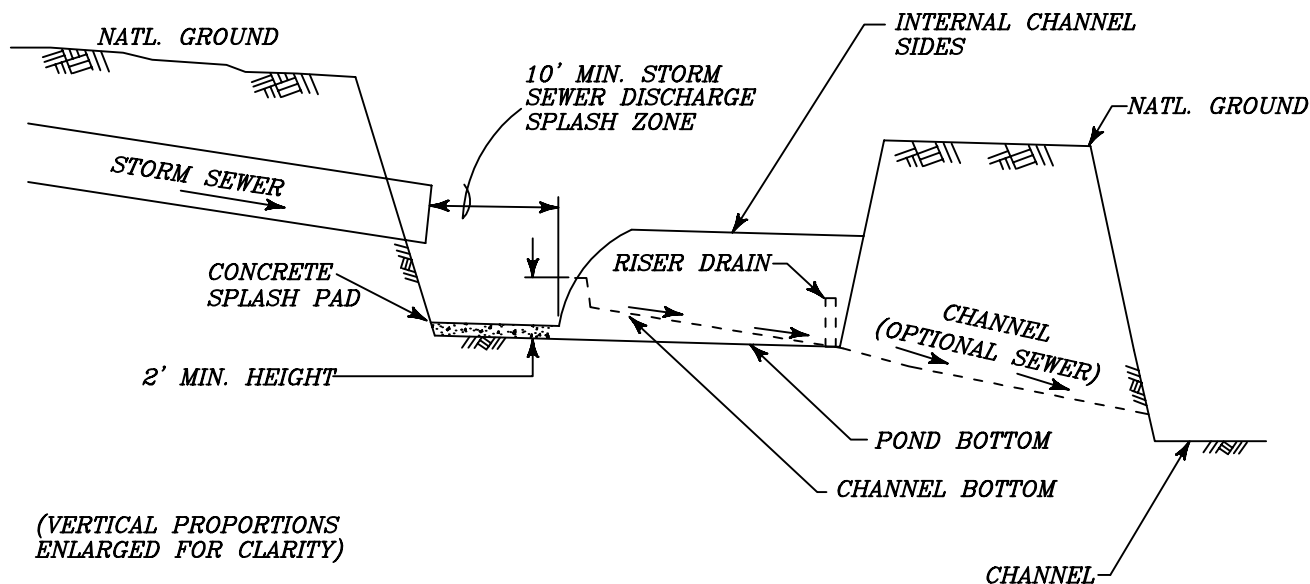 NATL. GROUND
INTERNAL CHANNEL
SIDES
10' MIN. STORM
SEWER DISCHARGE
SPLASH ZONE
NATL. GROUND
STORM SEWER
RISER DRAIN
CONCRETE
SPLASH PAD
CHANNEL
(OPTIONAL SEWER)
2' MIN. HEIGHT
POND BOTTOM
CHANNEL BOTTOM
(VERTICAL PROPORTIONS
ENLARGED FOR CLARITY)
CHANNEL